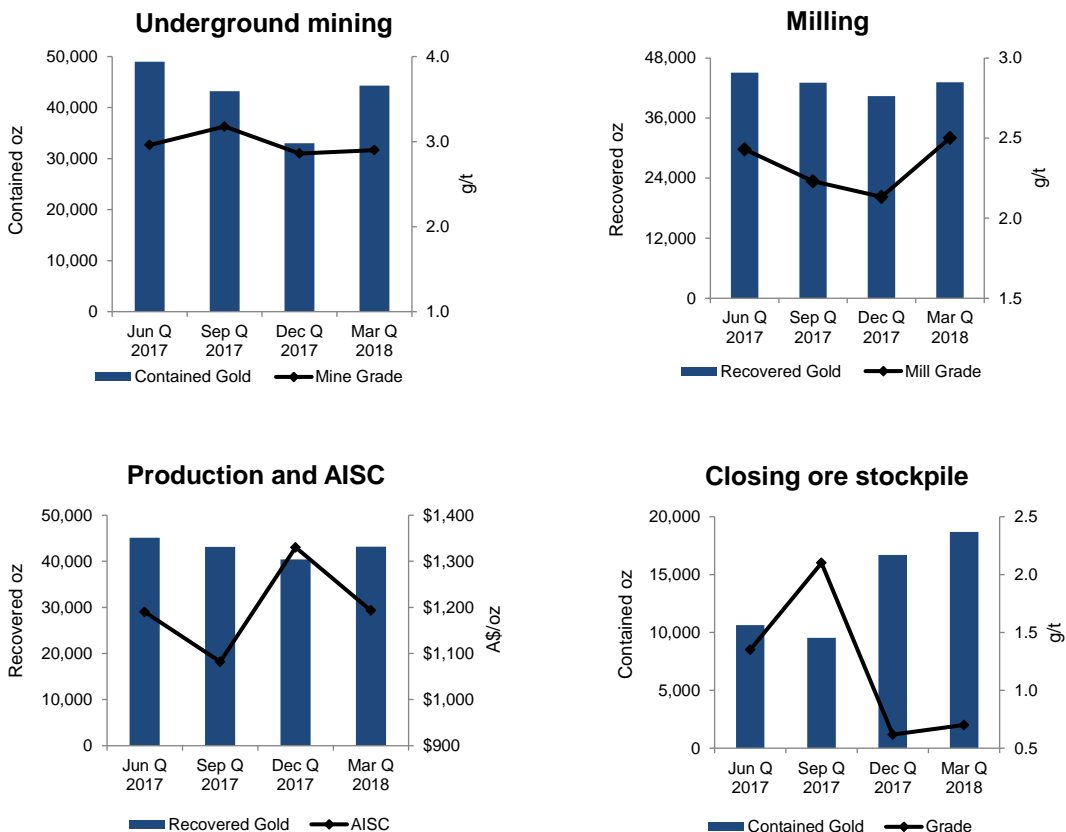 Underground mining
50,000
40,000
30,000
20,000
10,000
0
Contained oz
4.0
3.0
2.0
1.0
g/t
Jun Q 2017
Sep Q 2017
Dec Q 2017
Mar Q 2018
Contained Gold
Mine Grade
Milling
48,000
36,000
24,000
12,000
0
Recovered oz
3.0
2.5
2.0
1.5
g/t
Jun Q 2017
Sep Q 2017
Dec Q 2017
Mar Q 2018
Recovered Gold
Mill Grade
Production and AISC
50,000
40,000
30,000
20,000
10,000
0
Recovered oz
$1,400
$1,300
$1,200
$1,100
$1,000
$900
A$/oz
Jun Q 2017
Sep Q 2017
Dec Q 2017
Mar Q 2018
Recovered Gold
AISC
Closing ore stockpile
20,000
15,000
10,000
5,000
0
Contained oz
2.5
2.0
1.5
1.0
0.5
g/t
Jun Q 2017
Sep Q 2017
Dec Q 2017
Mar Q 2018
Contained Gold
Grade